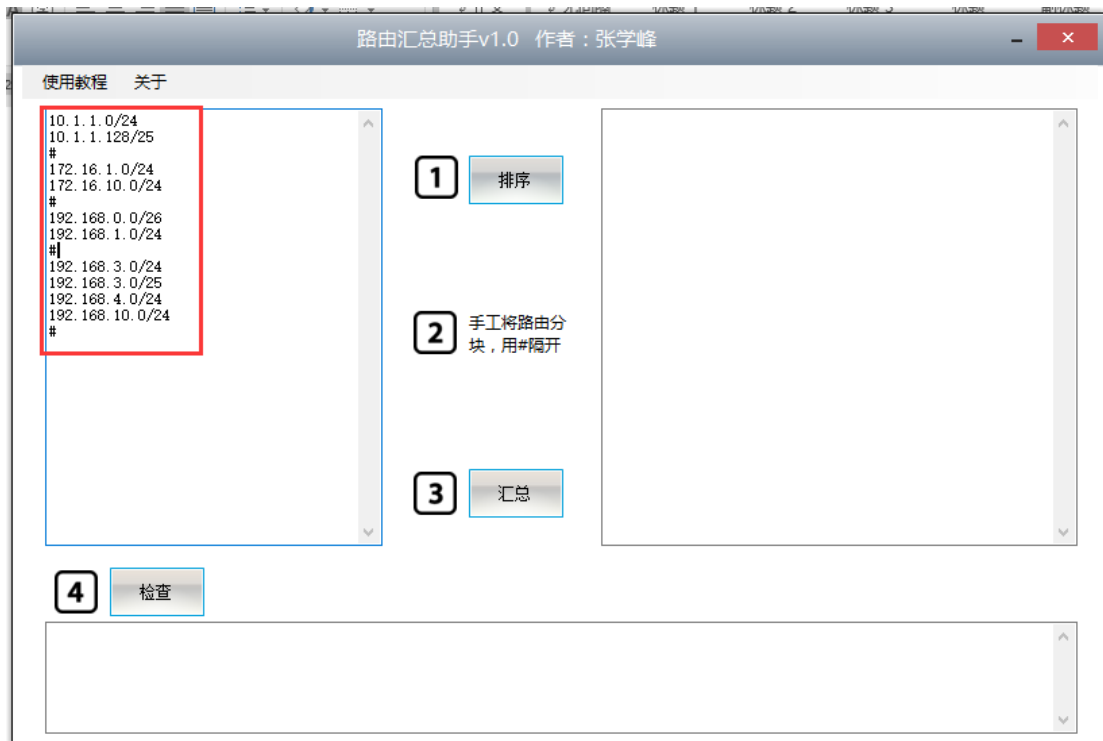 路由汇总助手v1.0 作者：张学峰
使用教程 关于
10.1.1.0/24
10.1.1.128/25
#
172.16.1.0/24
172.16.10.0/24
#
192.168.0.0/26
192.168.1.0/24
#
192.168.3.0/24
192.168.3.0/25
192.168.4.0/24
192.168.10.0/24
#
1 排序
2 手工将路由分
块，用#隔开
3 汇总
4 检查